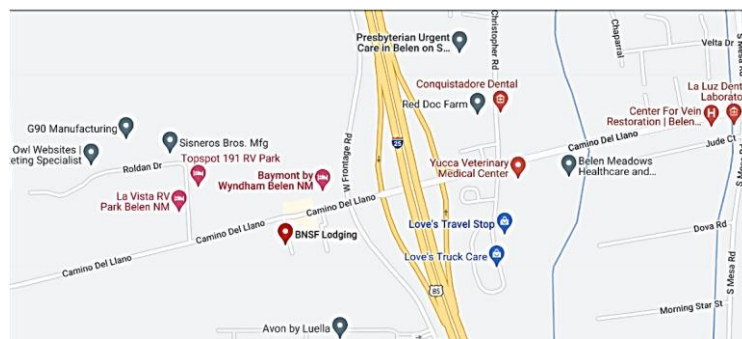 Presbyterian Urgent
Care in Belen on S...
Christopher Rd
Chaparral
Velta Dr
S Mesa Rd
Conquistadore Dental
Red Doc Farm
La Luz Dent
Laborato
Center For Vein
Restoration | Belen...
G90 Manufacturing
Owl Websites |
eting Specialist
Sisneros Bros. Mfg
Roldan Dr
Topspot 191 RV Park
W Frontage Rd
25
Camino Del Llano
Jude Ct
Baymont by
Wyndham Belen NM
Yucca Veterinary
Medical Center
Belen Meadows
Healthcare and...
La Vista RV
Park Belen NM
Camino Del Llano
Camino Del Llano
BNSF Lodging
Love's Travel Stop
Dova Rd
S Mesa Rd
Camino Del Llano
Love's Truck Care
85
Morning Star St
Avon by Luella